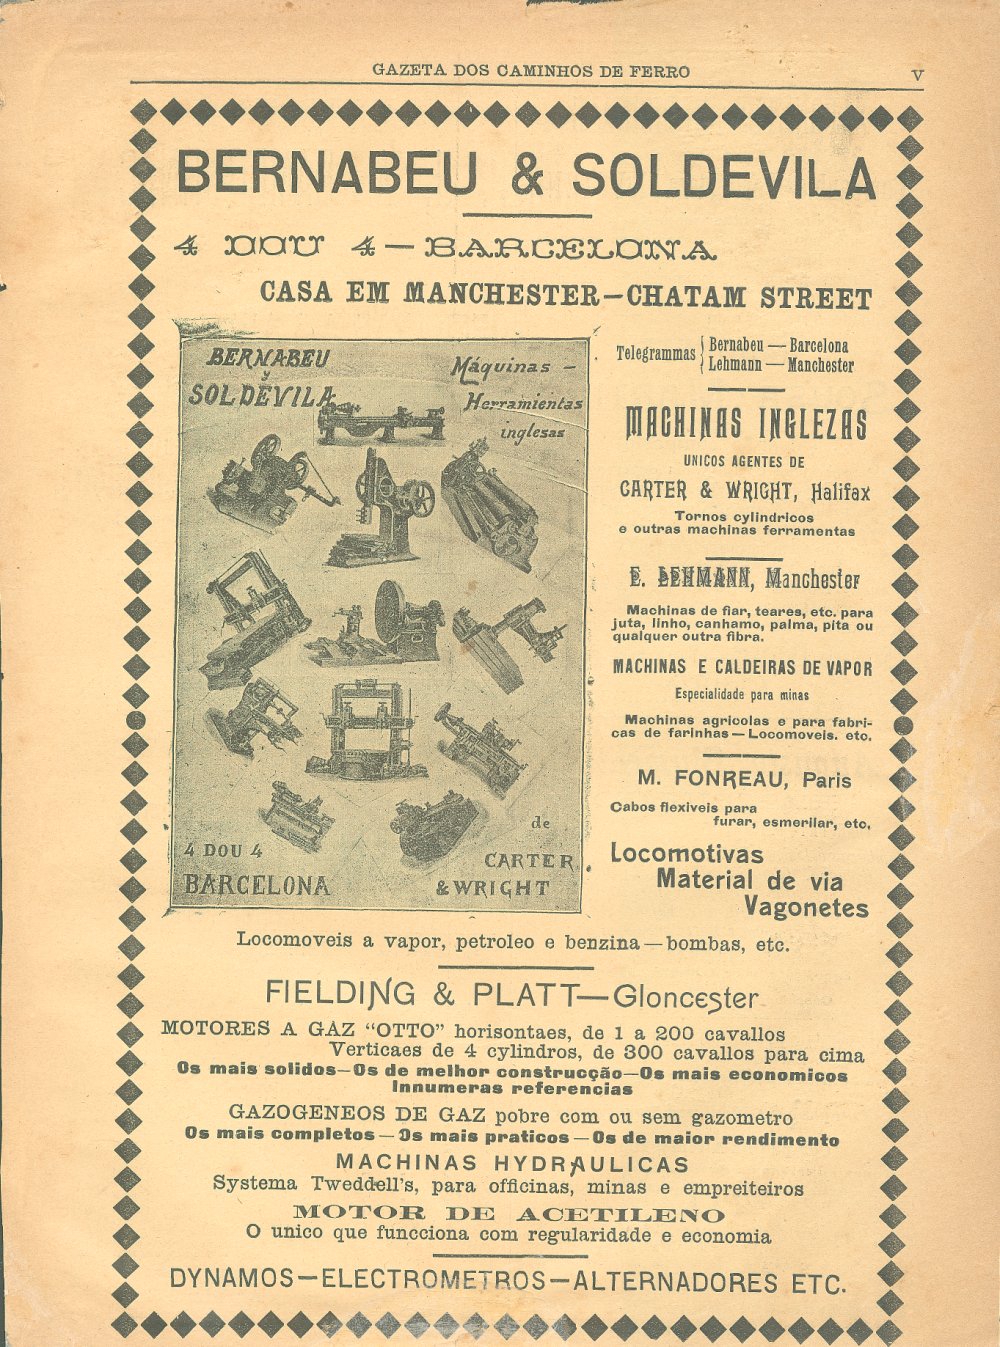 GAZETA DOS CAMINHOS DE FERRO
V
BERNABEU & SOLDEVILA
4 DOU 4—BARCELONA
CASA EM MANCHESTER—CHATAM STREET
BERNABEU
y
SOLDEVILA
Máquinas —
Herramientas
inglesas
de
CARTER
& WRIGHT
4 DOU 4
BARCELONA
Telegrammas { Bernabeu — Barcelona
Lehmann — Manchester
MACHINAS INGLEZAS
UNICOS AGENTES DE
CARTER & WRIGHT, Halifax
Tornos cylindricos
e outras machinas ferramentas
E. LEHMANN, Manchester
Machinas de fiar, teares, etc. para
juta, linho, canhamo, palma, pita ou
qualquer outra fibra.
MACHINAS E CALDEIRAS DE VAPOR
Especialidade para minas
Machinas agricolas e para fabri-
cas de farinhas — Locomoveis. etc.
M. FONREAU, Paris
Cabos flexiveis para
furar, esmerilar, etc,
Locomotivas
Material de via
Vagonetes
Locomoveis a vapor, petroleo e benzina — bombas, etc.
FIELDING & PLATT—Gloncester
MOTORES A GAZ “OTTO” horisontaes, de 1 a 200 cavallos
Verticaes de 4 cylindros, de 300 cavallos para cima
Os mais solidos—Os de melhor construcção—Os mais economicos
Innumeras referencias
GAZOGENEOS DE GAZ pobre com ou sem gazometro
Os mais completos — Os mais praticos — Os de maior rendimento
MACHINAS HYDRAULICAS
Systema Tweddell's, para officinas, minas e empreiteiros
MOTOR DE ACETILENO
O unico que funcciona com regularidade e economia
DYNAMOS—ELECTROMETROS—ALTERNADORES ETC.